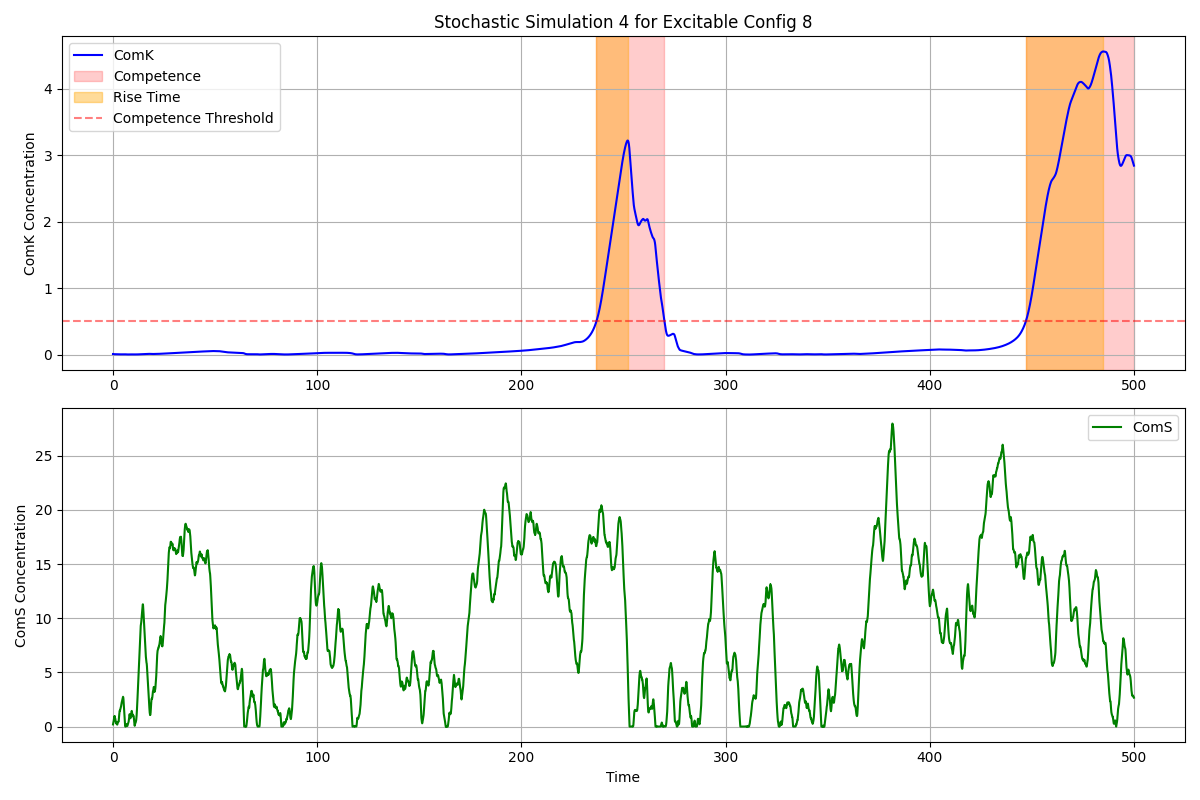 Stochastic Simulation 4 for Excitable Config 8
ComK Concentration
4
3
2
1
0
ComK
Competence
Rise Time
Competence Threshold
0 100 200 300 400 500
ComS Concentration
25
20
15
10
5
0
ComS
0 100 200 300 400 500
Time